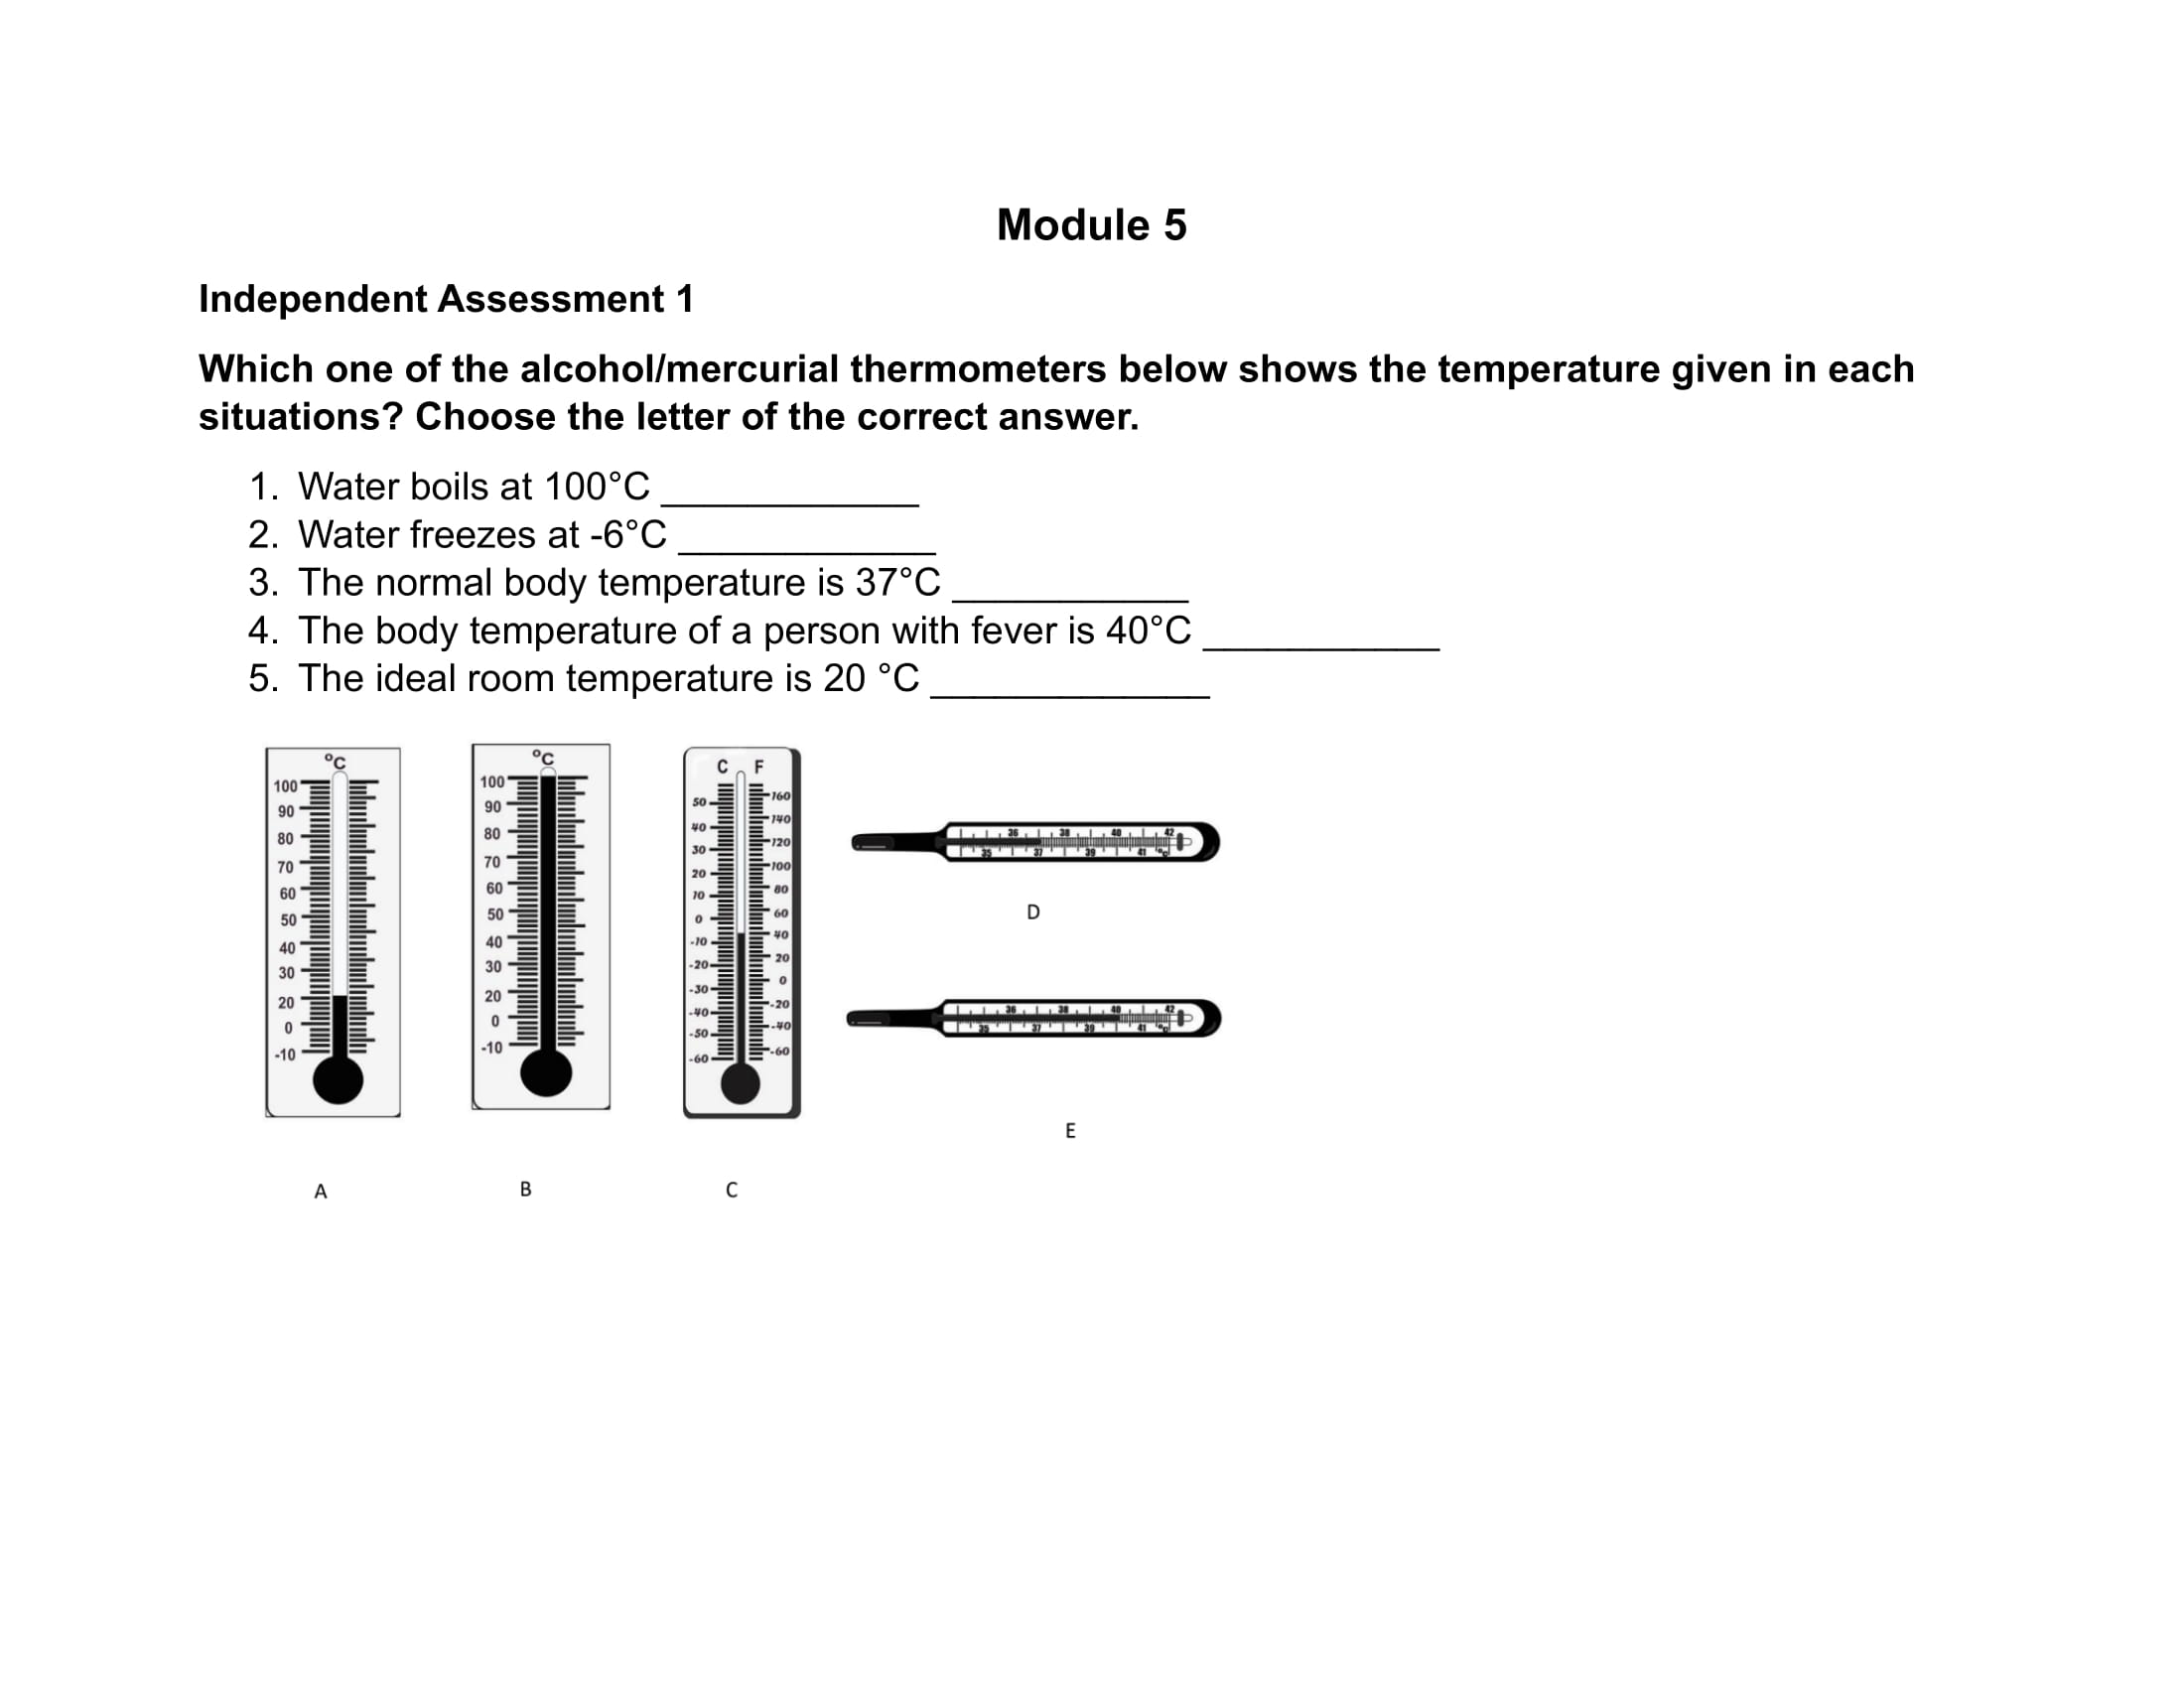 Module 5
Independent Assessment 1
Which one of the alcohol/mercurial thermometers below shows the temperature given in each
situations? Choose the letter of the correct answer.
1. Water boils at 100°C ____________
2. Water freezes at -6°C ____________
3. The normal body temperature is 37°C ___________
4. The body temperature of a person with fever is 40°C ___________
5. The ideal room temperature is 20 °C _____________
°C
100
90
80
70
60
50
40
30
20
0
-10
A
°C
100
90
80
70
60
50
40
30
20
0
-10
B
C F
50 160
40 140
30 120
20 100
10 80
0 60
-10 40
-20 20
-30 0
-40 -20
-50 -40
-60 -60
C
36 38 40 42
35 37 39 41 °C
D
36 38 40 42
35 37 39 41 °C
E